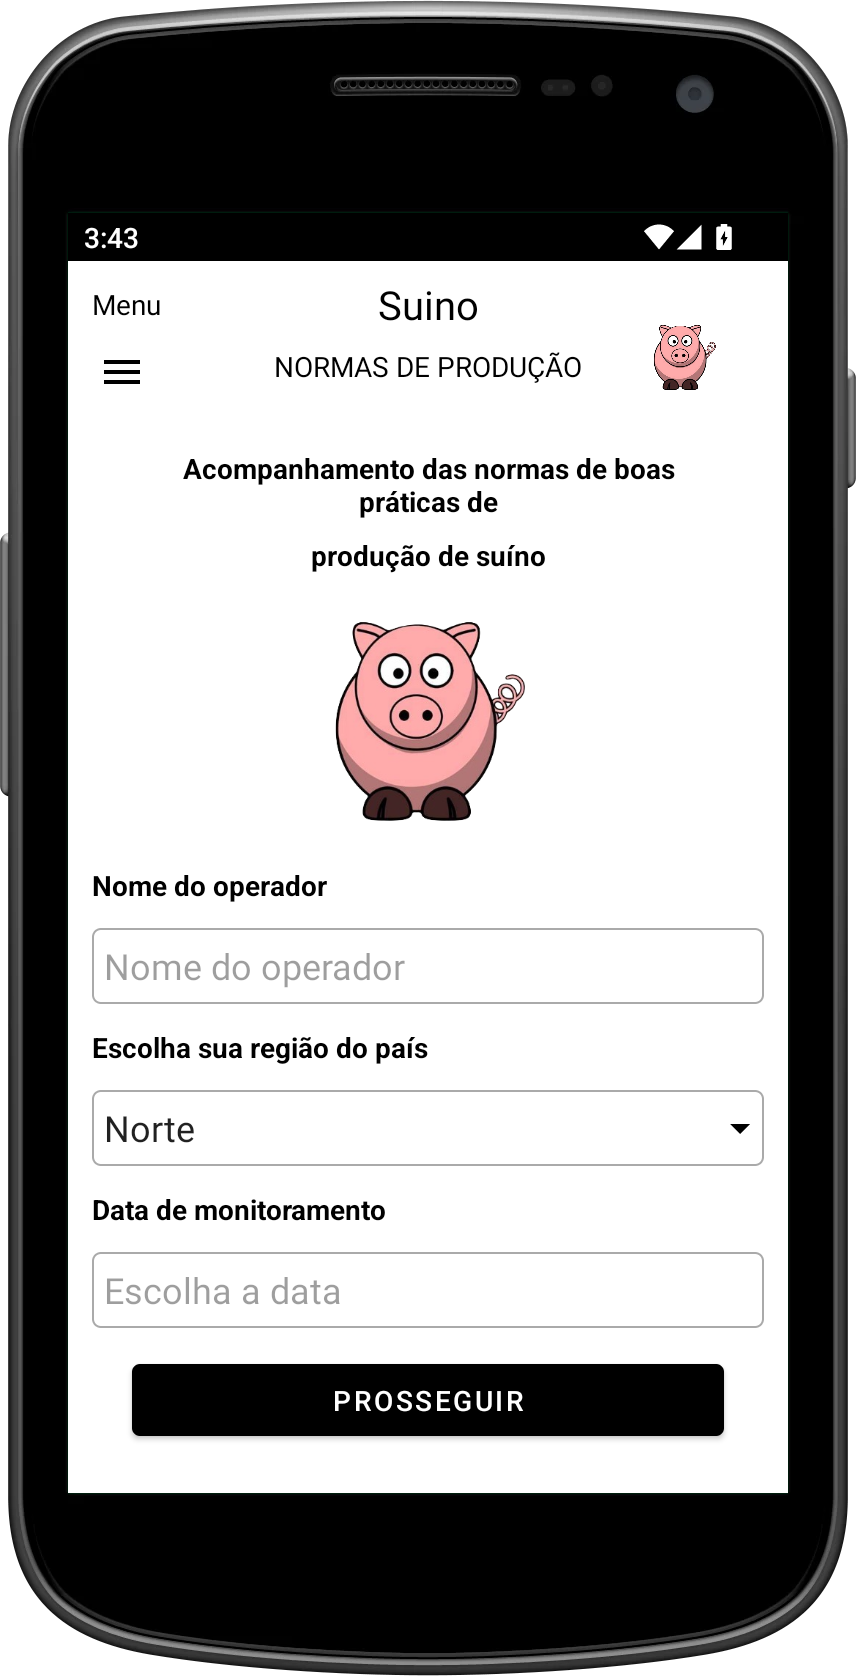 3:43
Menu
Suino
NORMAS DE PRODUÇÃO
Acompanhamento das normas de boas
práticas de
produção de suíno
Nome do operador
Nome do operador
Escolha sua região do país
Norte
Data de monitoramento
Escolha a data
PROSSEGUIR